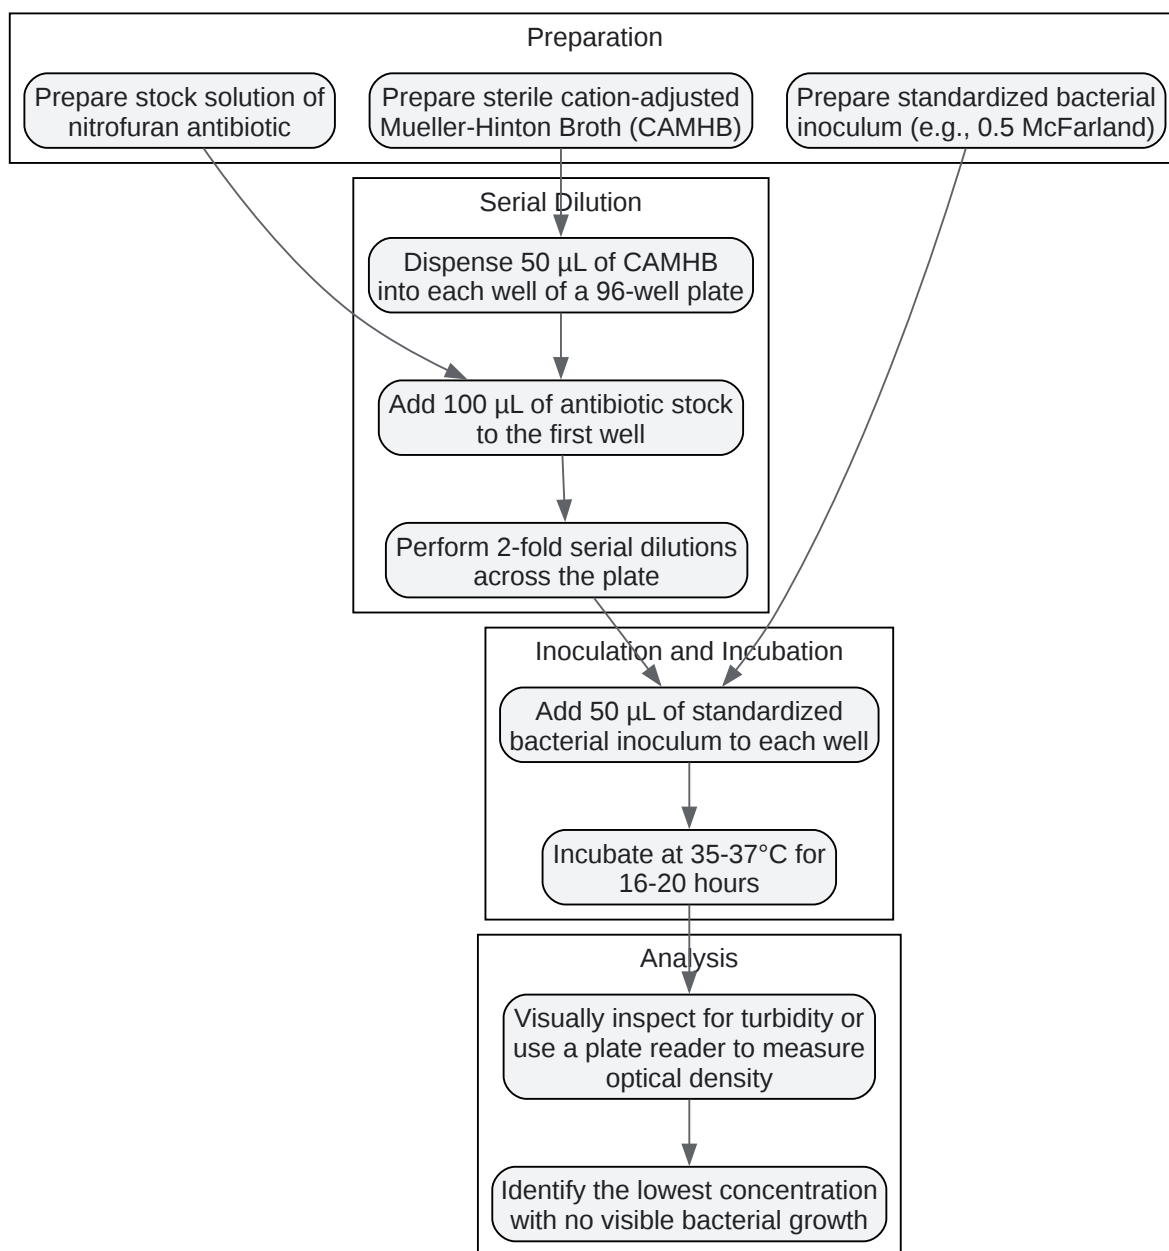 Preparation
Prepare stock solution of
nitrofuran antibiotic
Prepare sterile cation-adjusted
Mueller-Hinton Broth (CAMHB)
Prepare standardized bacterial
inoculum (e.g., 0.5 McFarland)
Serial Dilution
Dispense 50 µL of CAMHB
into each well of a 96-well plate
Add 100 µL of antibiotic stock
to the first well
Perform 2-fold serial dilutions
across the plate
Inoculation and Incubation
Add 50 µL of standardized
bacterial inoculum to each well
Incubate at 35-37°C for
16-20 hours
Analysis
Visually inspect for turbidity or
use a plate reader to measure
optical density
Identify the lowest concentration
with no visible bacterial growth